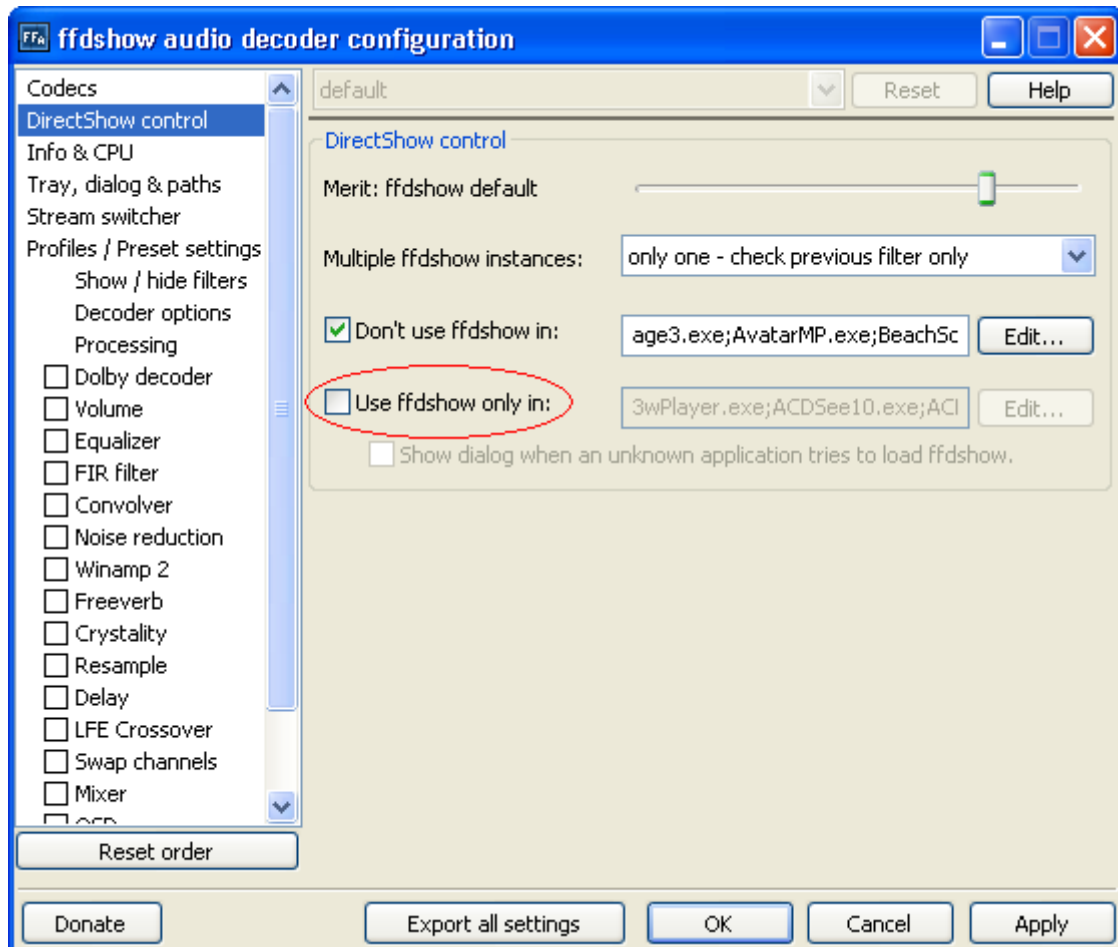 FFa ffdshow audio decoder configuration
Codecs
DirectShow control
Info & CPU
Tray, dialog & paths
Stream switcher
Profiles / Preset settings
Show / hide filters
Decoder options
Processing
Dolby decoder
Volume
Equalizer
FIR filter
Convolver
Noise reduction
Winamp 2
Freeverb
Crystality
Resample
Delay
LFE Crossover
Swap channels
Mixer
Reset order
default
Reset
Help
DirectShow control
Merit: ffdshow default
Multiple ffdshow instances:
only one - check previous filter only
Don't use ffdshow in:
age3.exe;AvatarMP.exe;BeachSc
Edit...
Use ffdshow only in:
3wPlayer.exe;ACDSee10.exe;ACI
Edit...
Show dialog when an unknown application tries to load ffdshow.
Donate
Export all settings
OK
Cancel
Apply